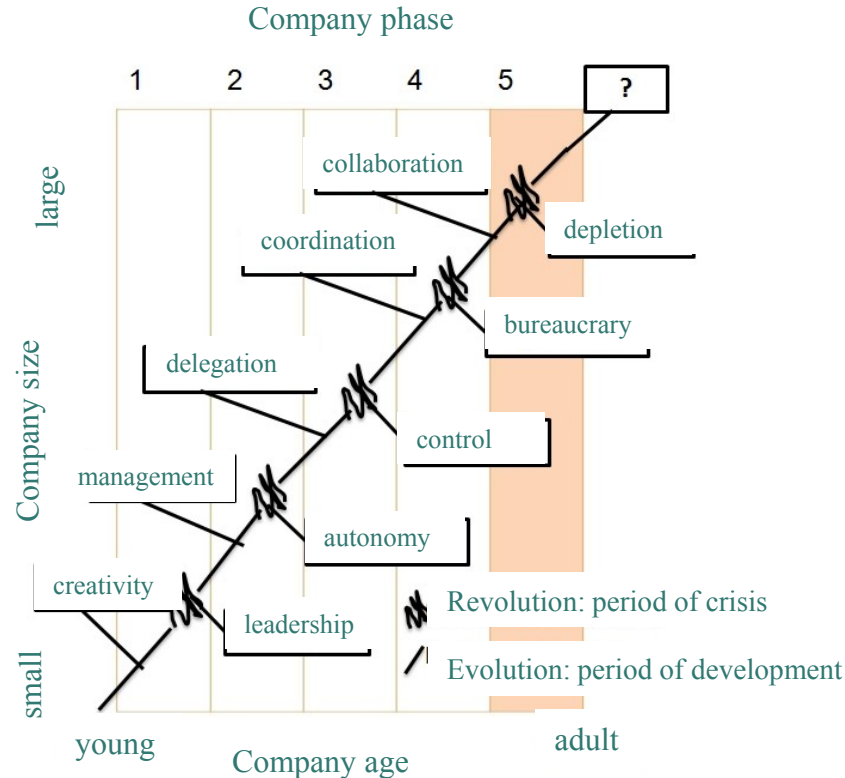 Company phase
1 2 3 4 5
?
collaboration
large
depletion
coordination
bureaucrary
delegation
Company size
control
management
autonomy
creativity
Revolution: period of crisis
leadership
Evolution: period of development
small
young
adult
Company age